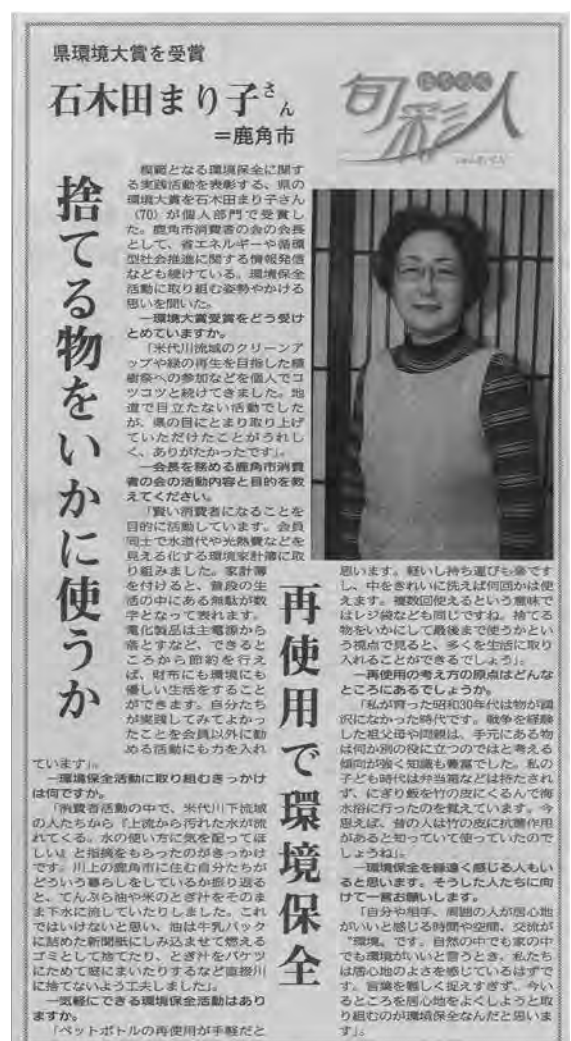 県環境大賞を受賞
石木田まり子さん
＝鹿角市
旬彩人
捨てる物をいかに使うか
再使用で環境保全
模範となる環境保全に関す
る実践活動を表彰する、県の
環境大賞を石木田まり子さん
（70）が個人部門で受賞し
た。鹿角市消費者の会の会長
として、省エネルギーや循環
型社会推進に関する情報発信
なども続けている。環境保全
活動に取り組む姿勢やかける
思いを聞いた。
―環境大賞受賞をどう受け
とめていますか。
「米代川流域のクリーンア
ップや緑の再生を目指した植
樹祭への参加などを個人でコ
ツコツと続けてきました。地
道で目立たない活動でした
が、県の目にとまり取り上げ
ていただけたことがうれし
く、ありがたかったです」。
―会長を務める鹿角市消費
者の会の活動内容と目的を教
えてください。
「賢い消費者になることを
目的に活動しています。会員
同士で水道代や光熱費などを
見える化する環境家計簿に取
り組みました。家計簿
を付けると、普段の生
活の中にある無駄が数
字となって表れます。
電化製品は主電源から
落とすなど、できると
ころから節約を行え
ば、財布にも環境にも
優しい生活をすること
ができます。自分たち
が実践してみてよかっ
たことを会員以外に勧
める活動にも力を入れ
ています」。
―環境保全活動に取り組むきっかけ
は何ですか。
「消費者活動の中で、米代川下流域
の人たちから『上流から汚れた水が流
れてくる。水の使い方に気を配ってほ
しい』と指摘をもらったのがきっかけ
です。川上の鹿角市に住む自分たちが
どういう暮らしをしているか振り返る
と、てんぷら油や米のとぎ汁をそのま
ま下水に流していたりしました。これ
ではいけないと思い、油は牛乳パック
に詰めた新聞紙にしみ込ませて燃える
ゴミとして捨てたり、とぎ汁をバケツ
にためて庭にまいたりするなど直接川
に捨てないよう工夫しました」。
―気軽にできる環境保全活動はあり
ますか。
「ペットボトルの再使用が手軽だと
思います。軽いし持ち運びも楽です
し、中をきれいに洗えば何回かは使
えます。複数回使えるという意味で
はレジ袋なども同じですね。捨てる
物をいかにして最後まで使うかとい
う視点で見ると、多くを生活に取り
入れることができるでしょう」。
―再使用の考え方の原点はどんな
ところにあるでしょうか。
「私が育った昭和30年代は物が潤
沢になかった時代です。戦争を経験
した祖父母や両親は、手元にある物
は何か別の役に立つのではと考える
傾向が強く知識も豊富でした。私の
子ども時代は弁当箱などは持たされ
ず、にぎり飯を竹の皮にくるんで海
水浴に行ったのを覚えています。今
思えば、昔の人は竹の皮に抗菌作用
があると知っていて使っていたので
しょうね」。
―環境保全を縁遠く感じる人もい
ると思います。そうした人たちに向
けて一言お願いします。
「自分や相手、周囲の人が居心地
がいいと感じる時間や空間、交流が
〝環境〟です。自然の中でも家の中
でも環境がいいと言うとき、私たち
は居心地のよさを感じているはずで
す。言葉を難しく捉えすぎず、今い
るところを居心地をよくしようと取
り組むのが環境保全なんだと思いま
す」。